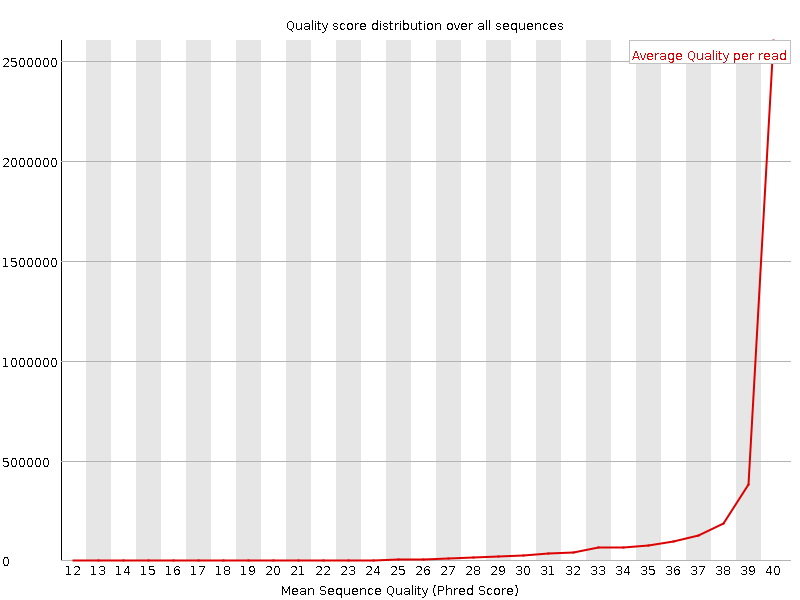 Quality score distribution over all sequences
Average Quality per read
2500000
2000000
1500000
1000000
500000
0
12 13 14 15 16 17 18 19 20 21 22 23 24 25 26 27 28 29 30 31 32 33 34 35 36 37 38 39 40
Mean Sequence Quality (Phred Score)